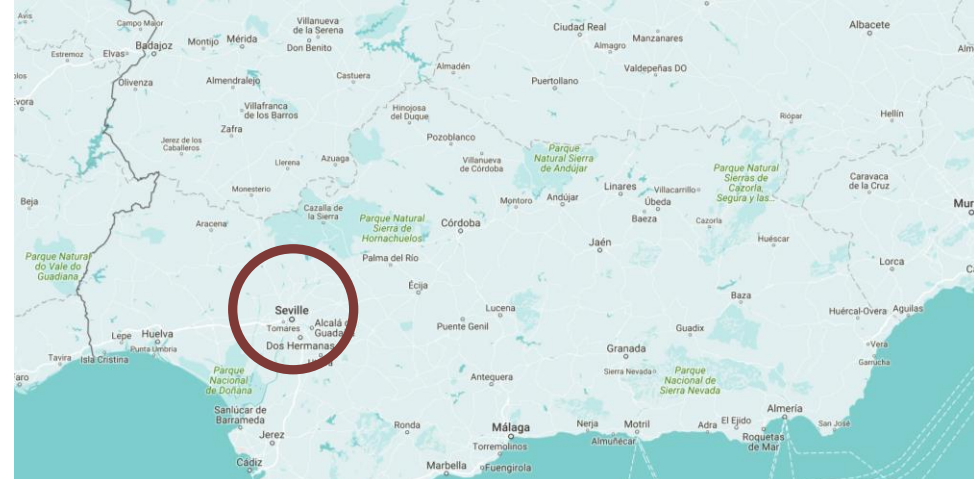 Avis
Campo Maior
Villanueva
de la Serena
Ciudad Real
Albacete
Estremoz
Elvas
Badajoz
Montijo
Mérida
Don Benito
Almagro
Manzanares
Olivenza
Almendralejo
Castuera
Almadén
Puertollano
Valdepeñas DO
Villafranca
de los Barros
Hinojosa
del Duque
Riópar
Hellín
Zafra
Jerez de los
Caballeros
Pozoblanco
Llerena
Azuaga
Villanueva
de Córdoba
Parque
Natural Sierra
de Andújar
Parque Natural
Sierras de
Cazorla,
Segura y las...
Caravaca
de la Cruz
Beja
Monesterio
Montoro
Andújar
Linares
Villacarrillo
Úbeda
Baeza
Cazorla
Aracena
Cazalla de
la Sierra
Parque Natural
Sierra de
Hornachuelos
Córdoba
Jaén
Huéscar
Parque Natural
do Vale do
Guadiana
Palma del Río
Lorca
Écija
Baza
Seville
Tomares
Alcalá
Dos Hermanas
Lucena
Puente Genil
Guadix
Huércal-Overa
Aguilas
Lepe
Huelva
Punta Umbria
Isla Cristina
Tavira
Granada
Vera
Garrucha
Parque
Nacional
de Doñana
Antequera
Sierra Nevada
Parque
Nacional de
Sierra Nevada
Sanlúcar de
Barrameda
Jerez
Ronda
Málaga
Torremolinos
Nerja
Motril
Almuñécar
Adra
El Ejido
Almería
Roquetas
de Mar
San José
Cádiz
Marbella
Fuengirola